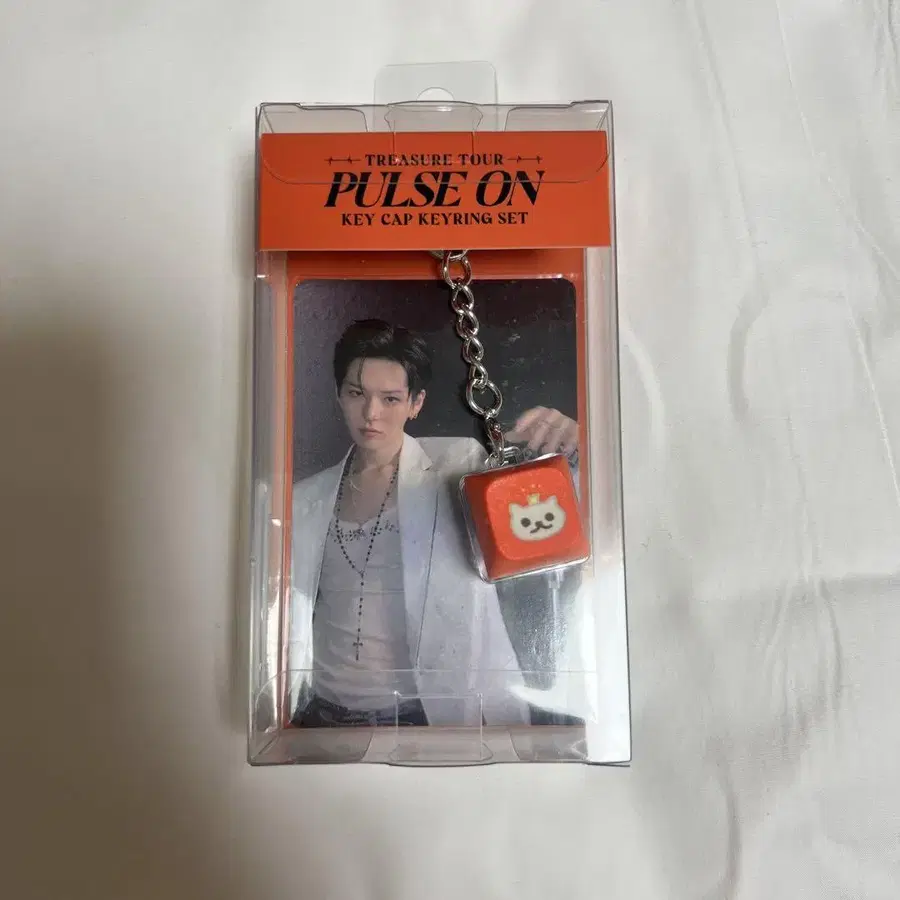 TREASURE TOUR
PULSE ON
KEY CAP KEYRING SET